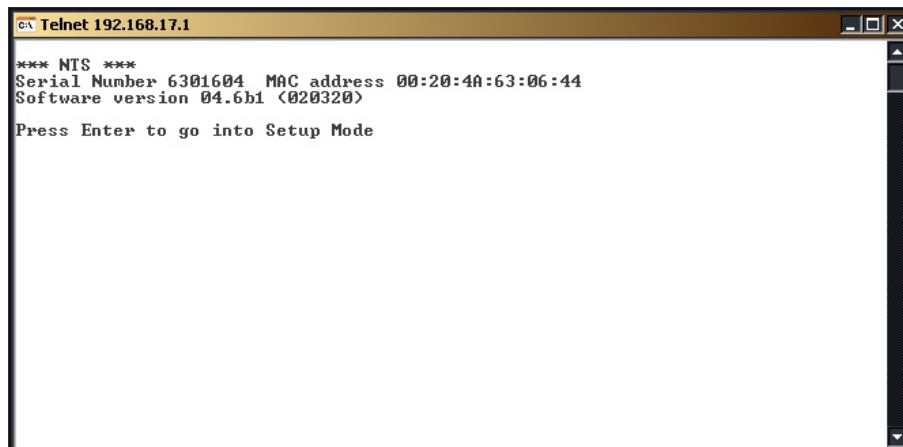 Telnet 192.168.17.1
*** NTS ***
Serial Number 6301604  MAC address 00:20:4A:63:06:44
Software version 04.6b1 (020320)
Press Enter to go into Setup Mode